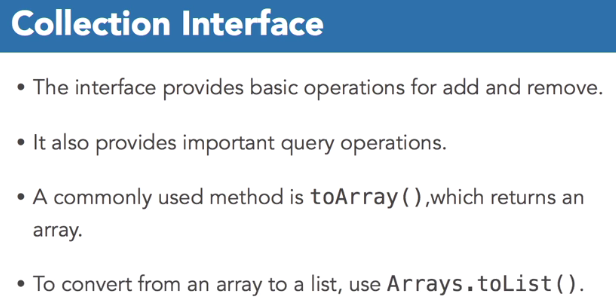 Collection Interface
• The interface provides basic operations for add and remove.
• It also provides important query operations.
• A commonly used method is toArray(),which returns an
array.
• To convert from an array to a list, use Arrays.toList().